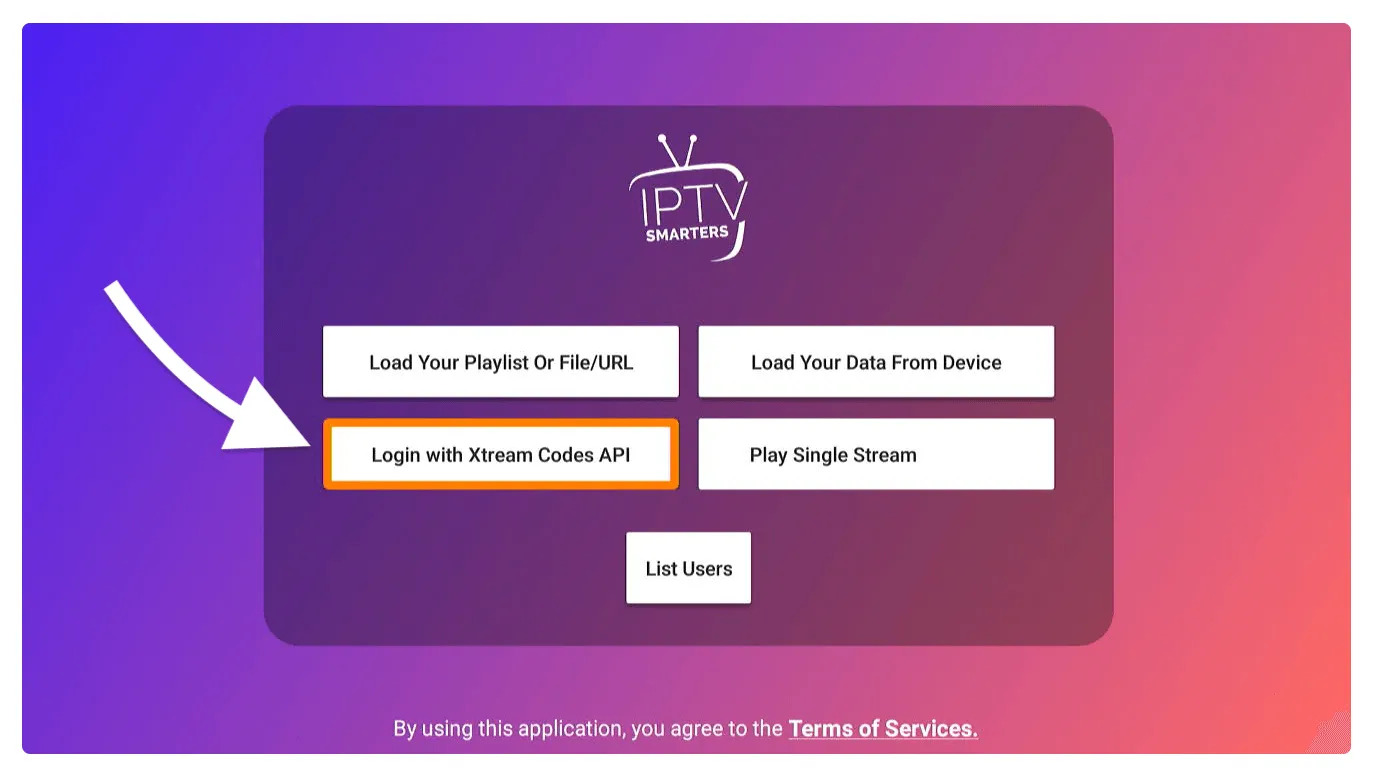 IPTV
SMARTERS
Load Your Playlist Or File/URL
Load Your Data From Device
Login with Xtream Codes API
Play Single Stream
List Users
By using this application, you agree to the Terms of Services.